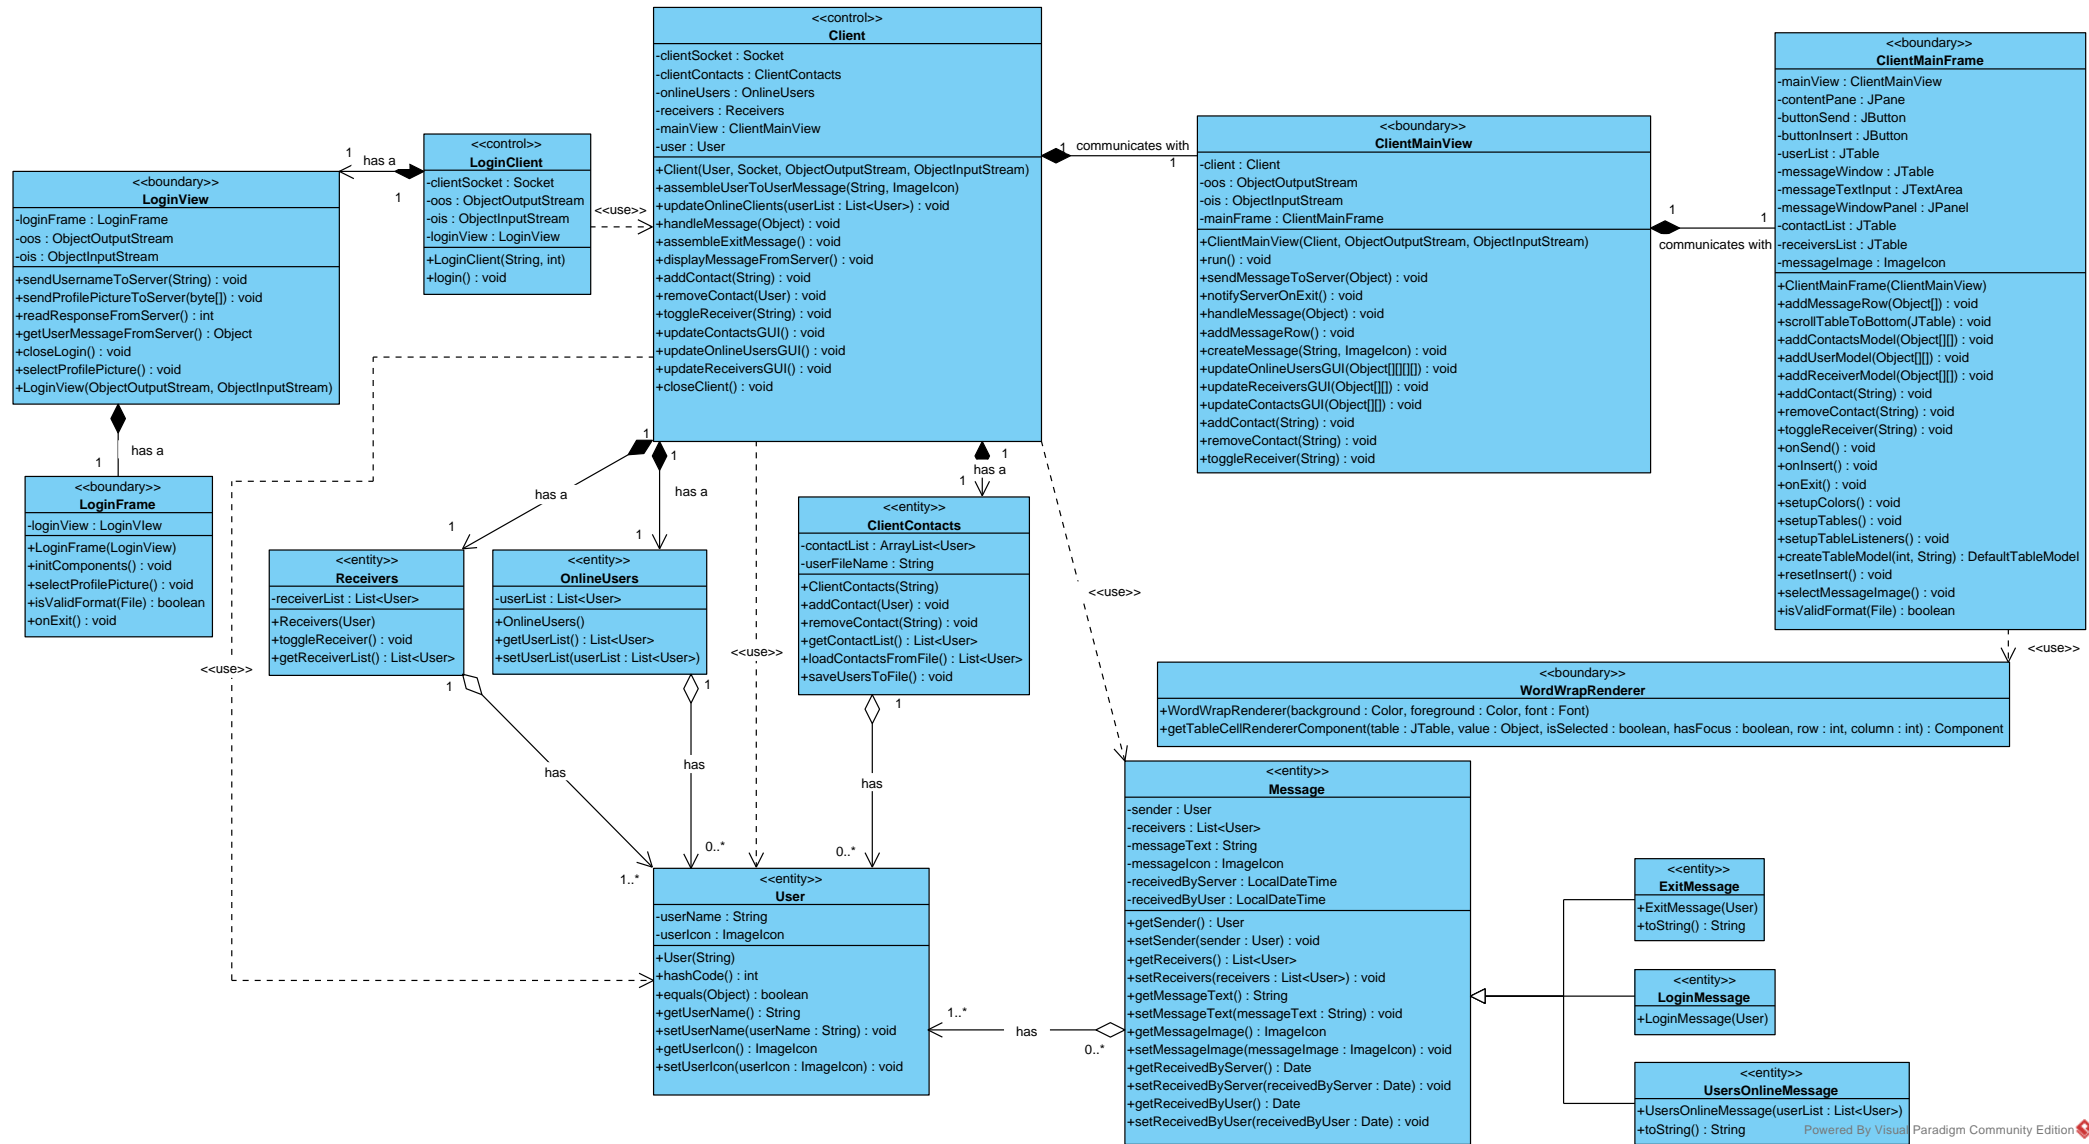 <<control>>
Client
-clientSocket : Socket
-clientContacts : ClientContacts
-onlineUsers : OnlineUsers
-receivers : Receivers
-mainView : ClientMainView
-user : User
+Client(User, Socket, ObjectOutputStream, ObjectInputStream)
+assembleUserToUserMessage(String, ImageIcon)
+updateOnlineClients(userList : List<User>) : void
+handleMessage(Object) : void
+assembleExitMessage() : void
+displayMessageFromServer() : void
+addContact(String) : void
+removeContact(User) : void
+toggleReceiver(String) : void
+updateContactsGUI() : void
+updateOnlineUsersGUI() : void
+updateReceiversGUI() : void
+closeClient() : void
<<control>>
LoginClient
-clientSocket : Socket
-oos : ObjectOutputStream
-ois : ObjectInputStream
-loginView : LoginView
+LoginClient(String, int)
+login() : void
1
has a
1
<<use>>
<<boundary>>
LoginView
-loginFrame : LoginFrame
-oos : ObjectOutputStream
-ois : ObjectInputStream
+sendUsernameToServer(String) : void
+sendProfilePictureToServer(byte[]) : void
+readResponseFromServer() : int
+getUserMessageFromServer() : Object
+closeLogin() : void
+selectProfilePicture() : void
+LoginView(ObjectOutputStream, ObjectInputStream)
has a
1
<<boundary>>
LoginFrame
-loginView : LoginVIew
+LoginFrame(LoginView)
+initComponents() : void
+selectProfilePicture() : void
+isValidFormat(File) : boolean
+onExit() : void
1
communicates with
1
<<boundary>>
ClientMainView
-client : Client
-oos : ObjectOutputStream
-ois : ObjectInputStream
-mainFrame : ClientMainFrame
+ClientMainView(Client, ObjectOutputStream, ObjectInputStream)
+run() : void
+sendMessageToServer(Object) : void
+notifyServerOnExit() : void
+handleMessage(Object) : void
+addMessageRow() : void
+createMessage(String, ImageIcon) : void
+updateOnlineUsersGUI(Object[][][][]) : void
+updateReceiversGUI(Object[][]) : void
+updateContactsGUI(Object[][]) : void
+addContact(String) : void
+removeContact(String) : void
+toggleReceiver(String) : void
1
1
communicates with
<<boundary>>
ClientMainFrame
-mainView : ClientMainView
-contentPane : JPane
-buttonSend : JButton
-buttonInsert : JButton
-userList : JTable
-messageWindow : JTable
-messageTextInput : JTextArea
-messageWindowPanel : JPanel
-contactList : JTable
-receiversList : JTable
-messageImage : ImageIcon
+ClientMainFrame(ClientMainView)
+addMessageRow(Object[]) : void
+scrollTableToBottom(JTable) : void
+addContactsModel(Object[][]) : void
+addUserModel(Object[][]) : void
+addReceiverModel(Object[][]) : void
+addContact(String) : void
+removeContact(String) : void
+toggleReceiver(String) : void
+onSend() : void
+onInsert() : void
+onExit() : void
+setupColors() : void
+setupTables() : void
+setupTableListeners() : void
+createTableModel(int, String) : DefaultTableModel
+resetInsert() : void
+selectMessageImage() : void
+isValidFormat(File) : boolean
<<use>>
<<boundary>>
WordWrapRenderer
+WordWrapRenderer(background : Color, foreground : Color, font : Font)
+getTableCellRendererComponent(table : JTable, value : Object, isSelected : boolean, hasFocus : boolean, row : int, column : int) : Component
1
has a
1
1
has a
1
1
has a
1
<<entity>>
Receivers
-receiverList : List<User>
+Receivers(User)
+toggleReceiver() : void
+getReceiverList() : List<User>
<<entity>>
OnlineUsers
-userList : List<User>
+OnlineUsers()
+getUserList() : List<User>
+setUserList(userList : List<User>)
<<entity>>
ClientContacts
-contactList : ArrayList<User>
-userFileName : String
+ClientContacts(String)
+addContact(User) : void
+removeContact(String) : void
+getContactList() : List<User>
+loadContactsFromFile() : List<User>
+saveUsersToFile() : void
<<use>>
<<use>>
<<use>>
1
has
1..*
1
has
0..*
1
has
0..*
<<entity>>
User
-userName : String
-userIcon : ImageIcon
+User(String)
+hashCode() : int
+equals(Object) : boolean
+getUserName() : String
+setUserName(userName : String) : void
+getUserIcon() : ImageIcon
+setUserIcon(userIcon : ImageIcon) : void
1..*
has
0..*
<<entity>>
Message
-sender : User
-receivers : List<User>
-messageText : String
-messageIcon : ImageIcon
-receivedByServer : LocalDateTime
-receivedByUser : LocalDateTime
+getSender() : User
+setSender(sender : User) : void
+getReceivers() : List<User>
+setReceivers(receivers : List<User>) : void
+getMessageText() : String
+setMessageText(messageText : String) : void
+getMessageImage() : ImageIcon
+setMessageImage(messageImage : ImageIcon) : void
+getReceivedByServer() : Date
+setReceivedByServer(receivedByServer : Date) : void
+getReceivedByUser() : Date
+setReceivedByUser(receivedByUser : Date) : void
<<entity>>
ExitMessage
+ExitMessage(User)
+toString() : String
<<entity>>
LoginMessage
+LoginMessage(User)
<<entity>>
UsersOnlineMessage
+UsersOnlineMessage(userList : List<User>)
+toString() : String
Powered By Visual Paradigm Community Edition